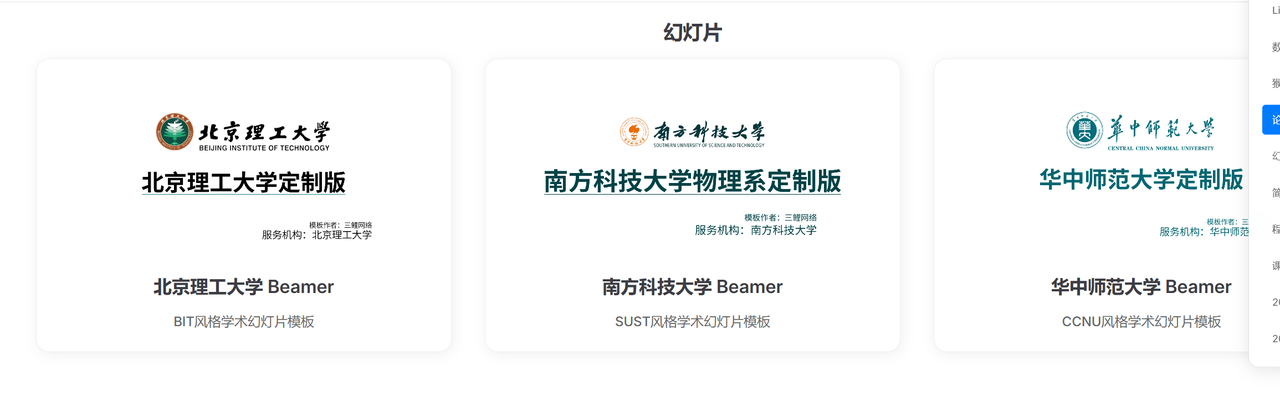 幻灯片
北京理工大学
BEIJING INSTITUTE OF TECHNOLOGY
北京理工大学定制版
模板作者：三鲤网络
服务机构：北京理工大学
北京理工大学 Beamer
BIT风格学术幻灯片模板
南方科技大学
SOUTHERN UNIVERSITY OF SCIENCE AND TECHNOLOGY
南方科技大学物理系定制版
模板作者：三鲤网络
服务机构：南方科技大学
南方科技大学 Beamer
SUST风格学术幻灯片模板
華中師範大學
CENTRAL CHINA NORMAL UNIVERSITY
华中师范大学定制版
模板作者：三
服务机构：华中师范
华中师范大学 Beamer
CCNU风格学术幻灯片模板
Li
数
猴
论
幻
简
程
课
20
20